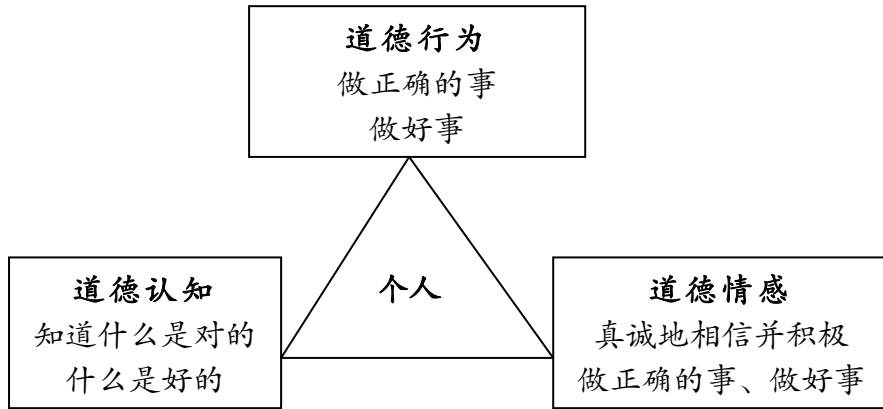 道德行为
做正确的事
做好事
个人
道德认知
知道什么是对的
什么是好的
道德情感
真诚地相信并积极
做正确的事、做好事